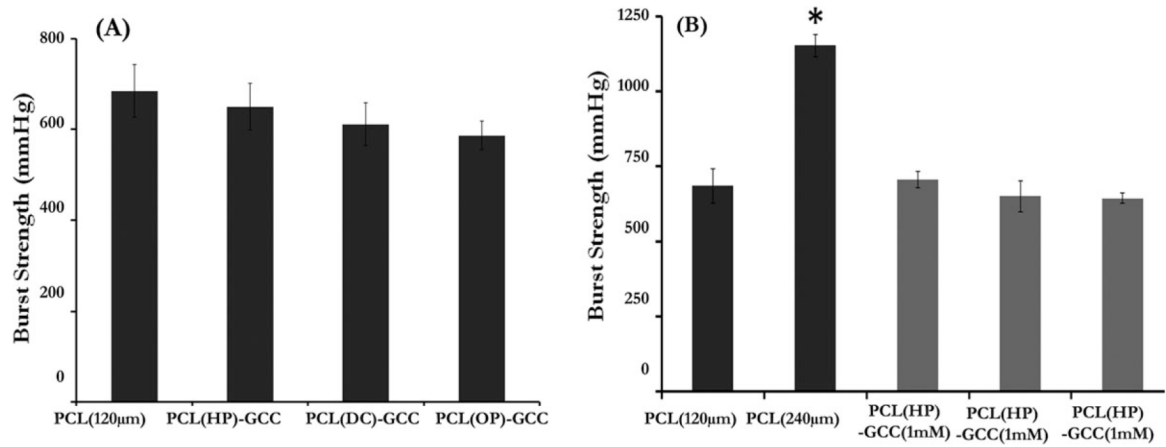 (A)
Burst Strength (mmHg)
800
600
400
200
0
PCL(120µm) PCL(HP)-GCC PCL(DC)-GCC PCL(OP)-GCC
(B)
Burst Strength (mmHg)
1250
1000
750
500
250
0
*
PCL(120µm) PCL(240µm) PCL(HP) PCL(HP) PCL(HP)
-GCC(1mM) -GCC(1mM) -GCC(1mM)